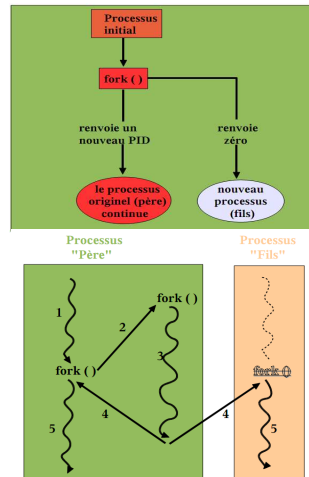 Processus
initial
fork ( )
renvoie un
nouveau PID
renvoie
zéro
le processus
originel (père)
continue
nouveau
processus
(fils)
Processus
"Père"
Processus
"Fils"
1
fork ( )
2
3
fork ( )
fork ()
4
4
5
5